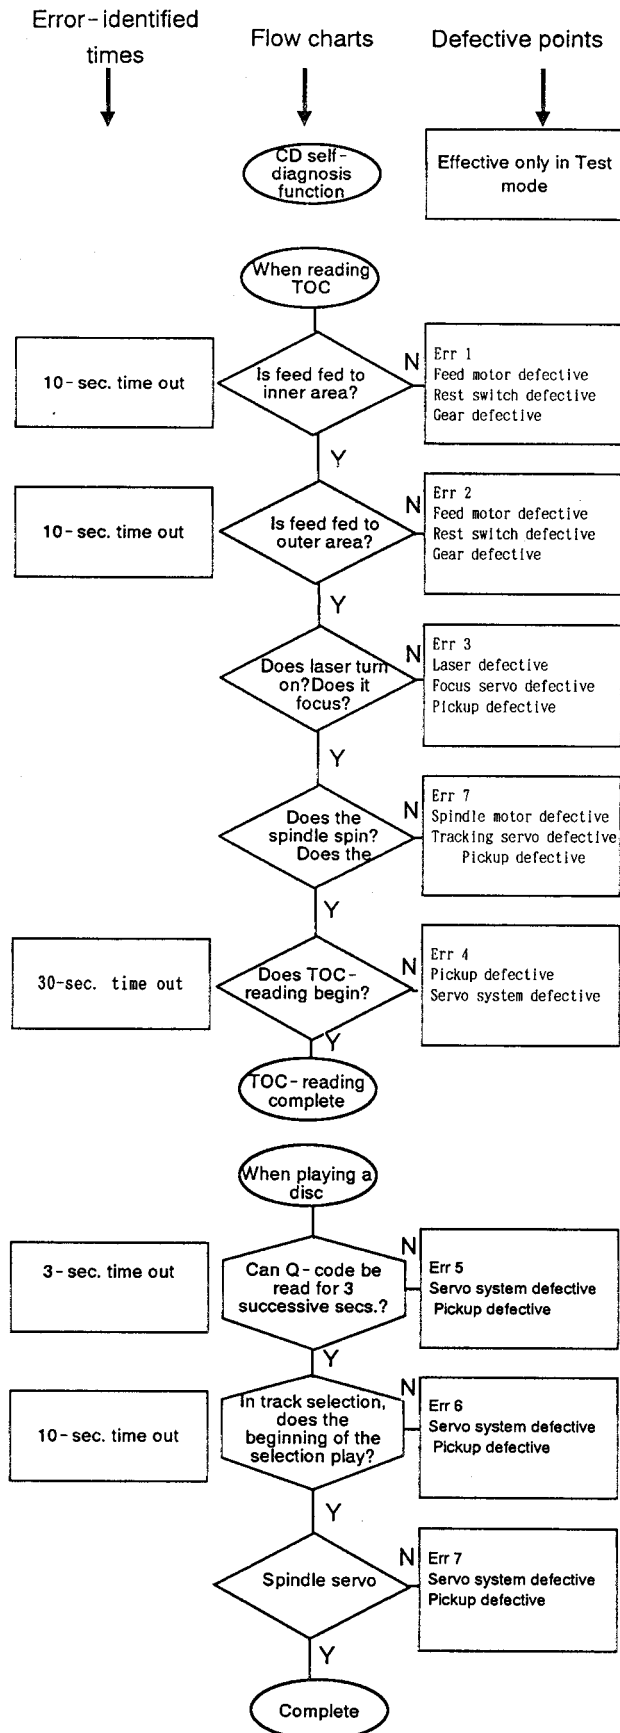 Error-identified
times
Flow charts
Defective points
CD self-
diagnosis
function
Effective only in Test
mode
When reading
TOC
10-sec. time out
Is feed fed to
inner area?
N
Err 1
Feed motor defective
Rest switch defective
Gear defective
Y
10-sec. time out
Is feed fed to
outer area?
N
Err 2
Feed motor defective
Rest switch defective
Gear defective
Y
Does laser turn
on?Does it
focus?
N
Err 3
Laser defective
Focus servo defective
Pickup defective
Y
Does the
spindle spin?
Does the
N
Err 7
Spindle motor defective
Tracking servo defective
Pickup defective
Y
30-sec. time out
Does TOC-
reading begin?
N
Err 4
Pickup defective
Servo system defective
Y
TOC-reading
complete
When playing a
disc
3-sec. time out
Can Q-code be
read for 3
successive secs.?
N
Err 5
Servo system defective
Pickup defective
Y
10-sec. time out
In track selection,
does the
beginning of the
selection play?
N
Err 6
Servo system defective
Pickup defective
Y
Spindle servo
N
Err 7
Servo system defective
Pickup defective
Y
Complete